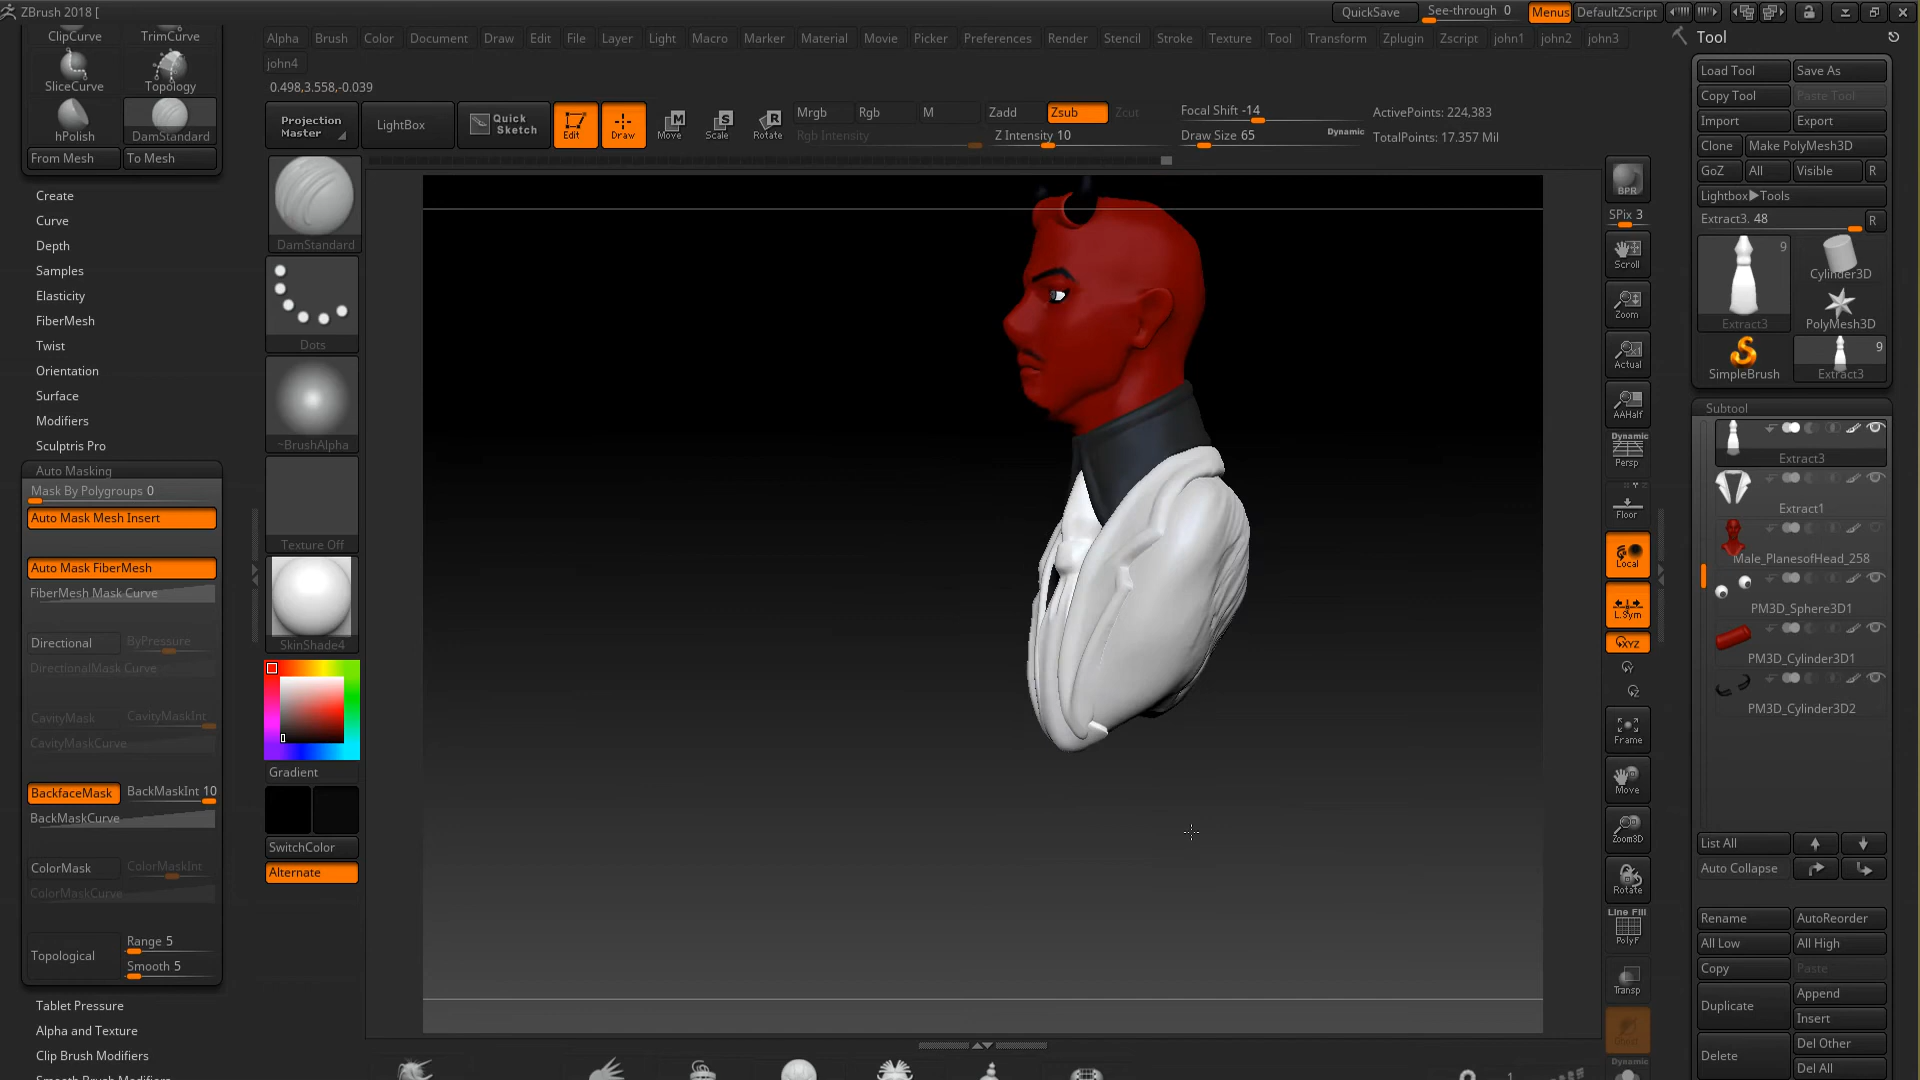 ZBrush 2018 [
QuickSave
See-through 0
Menus
DefaultZScript
Alpha
Brush
Color
Document
Draw
Edit
File
Layer
Light
Macro
Marker
Material
Movie
Picker
Preferences
Render
Stencil
Stroke
Texture
Tool
Transform
Zplugin
Zscript
john1
john2
john3
john4
0.498,3.558,-0.039
ClipCurve
TrimCurve
SliceCurve
Topology
hPolish
DamStandard
From Mesh
To Mesh
Create
Curve
Depth
Samples
Elasticity
FiberMesh
Twist
Orientation
Surface
Modifiers
Sculptris Pro
Auto Masking
Mask By Polygroups 0
Auto Mask Mesh Insert
Auto Mask FiberMesh
FiberMesh Mask Curve
Directional
ByPressure
DirectionalMask Curve
CavityMask
CavityMaskInt
CavityMaskCurve
BackfaceMask
BackMaskInt 10
BackMaskCurve
ColorMask
ColorMaskInt
ColorMaskCurve
Topological
Range 5
Smooth 5
Tablet Pressure
Alpha and Texture
Clip Brush Modifiers
Smooth Brush Modifiers
Projection
Master
LightBox
Quick
Sketch
Edit
Draw
Move
Scale
Rotate
Mrgb
Rgb
M
Rgb Intensity
Zadd
Zsub
Zcut
Z Intensity 10
Focal Shift -14
Draw Size 65
Dynamic
ActivePoints: 224,383
TotalPoints: 17.357 Mil
DamStandard
Dots
~BrushAlpha
Texture Off
SkinShade4
Gradient
SwitchColor
Alternate
BPR
SPix 3
Scroll
Zoom
Actual
AAHalf
Dynamic
Persp
Floor
Local
L.Sym
XYZ
Frame
Move
Zoom3D
Rotate
Line Fill
PolyF
Transp
Dynamic
Tool
Load Tool
Save As
Copy Tool
Paste Tool
Import
Export
Clone
Make PolyMesh3D
GoZ
All
Visible
R
Lightbox▶Tools
Extract3. 48
R
9
Extract3
Cylinder3D
PolyMesh3D
SimpleBrush
9
Extract3
Subtool
Extract3
Extract1
Male_PlanesofHead_258
PM3D_Sphere3D1
PM3D_Cylinder3D1
PM3D_Cylinder3D2
List All
Auto Collapse
Rename
AutoReorder
All Low
All High
Copy
Paste
Duplicate
Append
Insert
Delete
Del Other
Del All